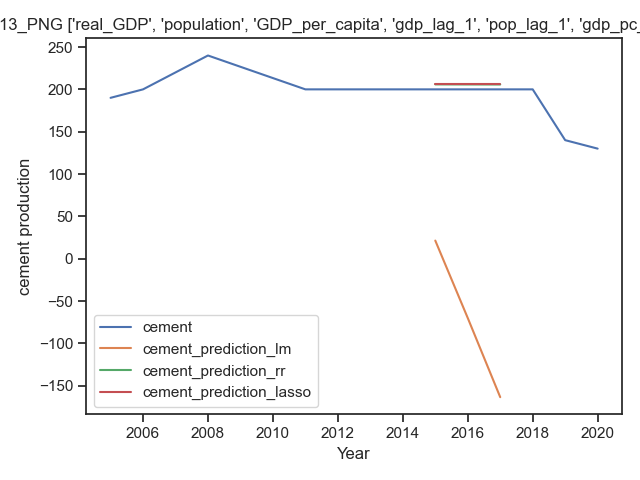 13_PNG ['real_GDP', 'population', 'GDP_per_capita', 'gdp_lag_1', 'pop_lag_1', 'gdp_pc_
250
200
150
100
50
0
−50
−100
−150
cement production
cement
cement_prediction_lm
cement_prediction_rr
cement_prediction_lasso
2006 2008 2010 2012 2014 2016 2018 2020
Year